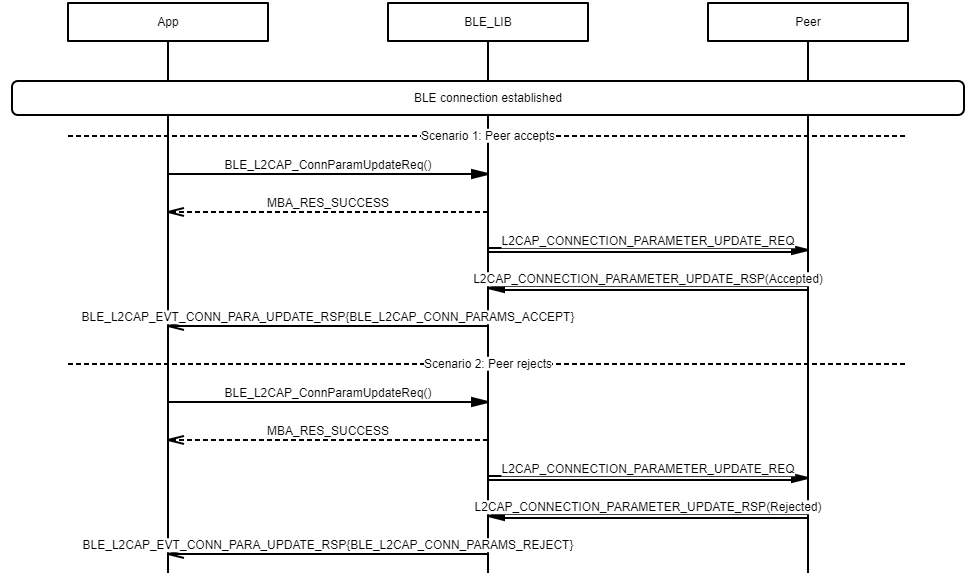 App
BLE_LIB
Peer
BLE connection established
Scenario 1: Peer accepts
BLE_L2CAP_ConnParamUpdateReq()
MBA_RES_SUCCESS
L2CAP_CONNECTION_PARAMETER_UPDATE_REQ
L2CAP_CONNECTION_PARAMETER_UPDATE_RSP(Accepted)
BLE_L2CAP_EVT_CONN_PARA_UPDATE_RSP{BLE_L2CAP_CONN_PARAMS_ACCEPT}
Scenario 2: Peer rejects
BLE_L2CAP_ConnParamUpdateReq()
MBA_RES_SUCCESS
L2CAP_CONNECTION_PARAMETER_UPDATE_REQ
L2CAP_CONNECTION_PARAMETER_UPDATE_RSP(Rejected)
BLE_L2CAP_EVT_CONN_PARA_UPDATE_RSP{BLE_L2CAP_CONN_PARAMS_REJECT}